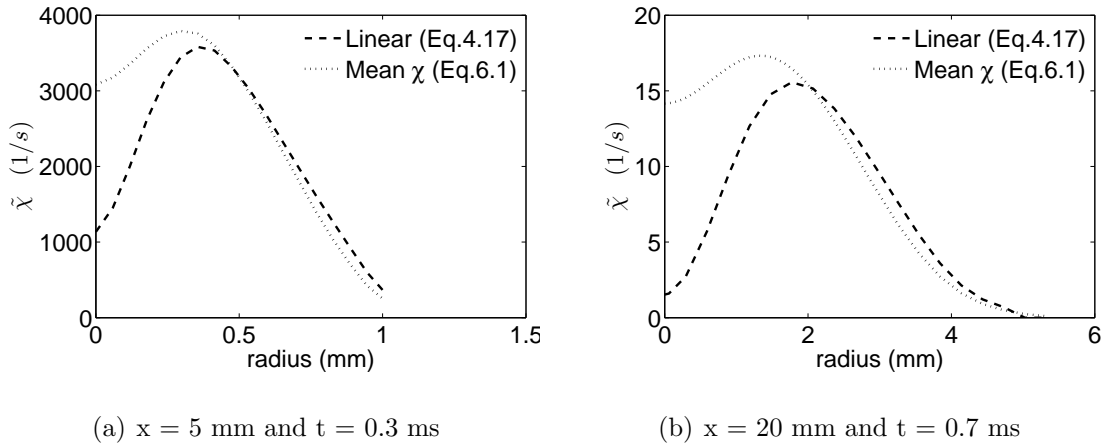 4000
3000
2000
1000
0
χ̃ (1/s)
Linear (Eq.4.17)
Mean χ (Eq.6.1)
0 0.5 1 1.5
radius (mm)
(a) x = 5 mm and t = 0.3 ms
20
15
10
5
0
χ̃ (1/s)
Linear (Eq.4.17)
Mean χ (Eq.6.1)
0 2 4 6
radius (mm)
(b) x = 20 mm and t = 0.7 ms